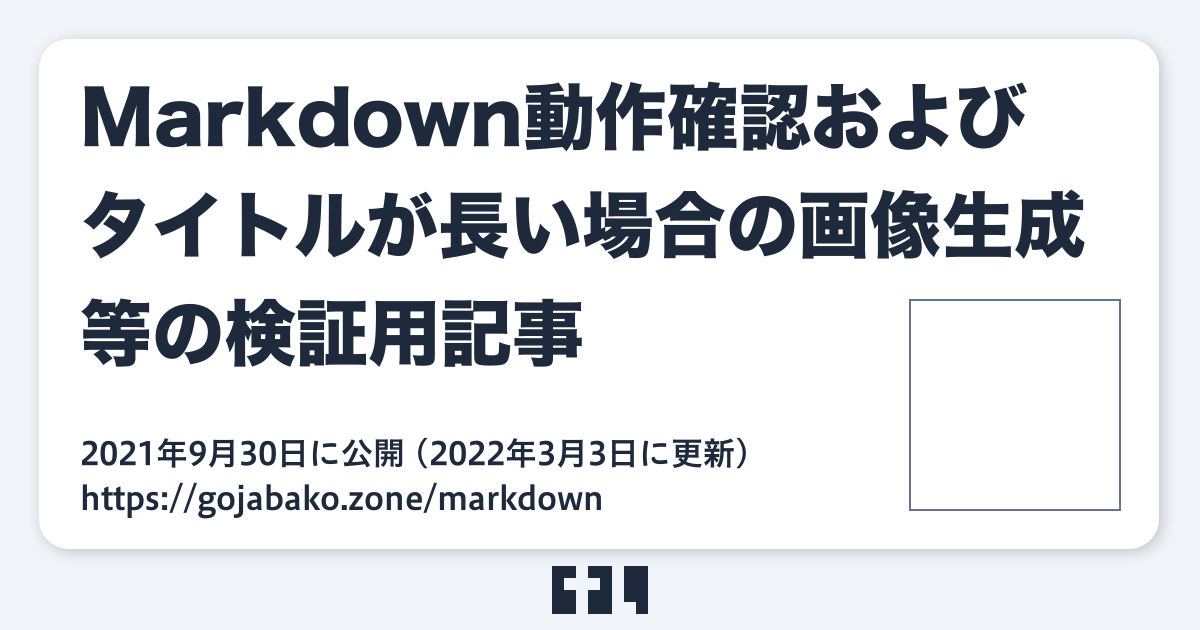 Markdown動作確認および
タイトルが長い場合の画像生成
等の検証用記事
2021年9月30日に公開（2022年3月3日に更新）
https://gojabako.zone/markdown